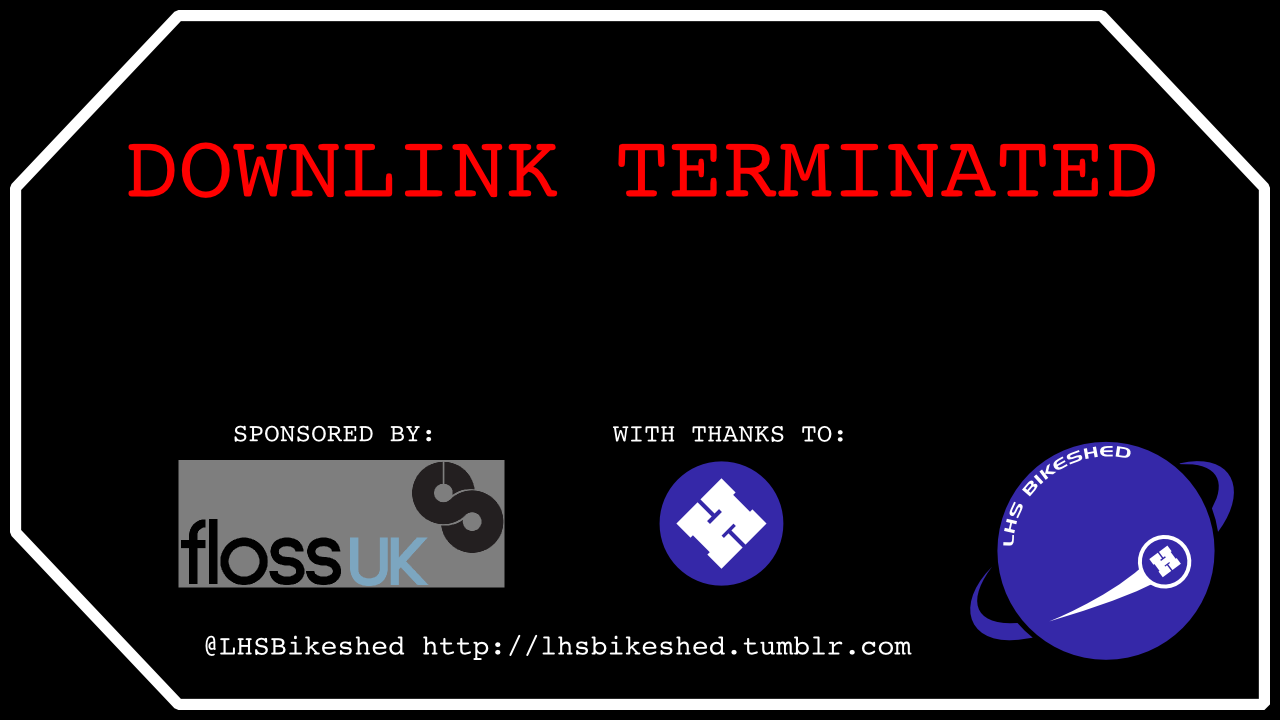 DOWNLINK TERMINATED
SPONSORED BY:
WITH THANKS TO:
flossUK
LHS BIKESHED
@LHSBikeshed http://lhsbikeshed.tumblr.com